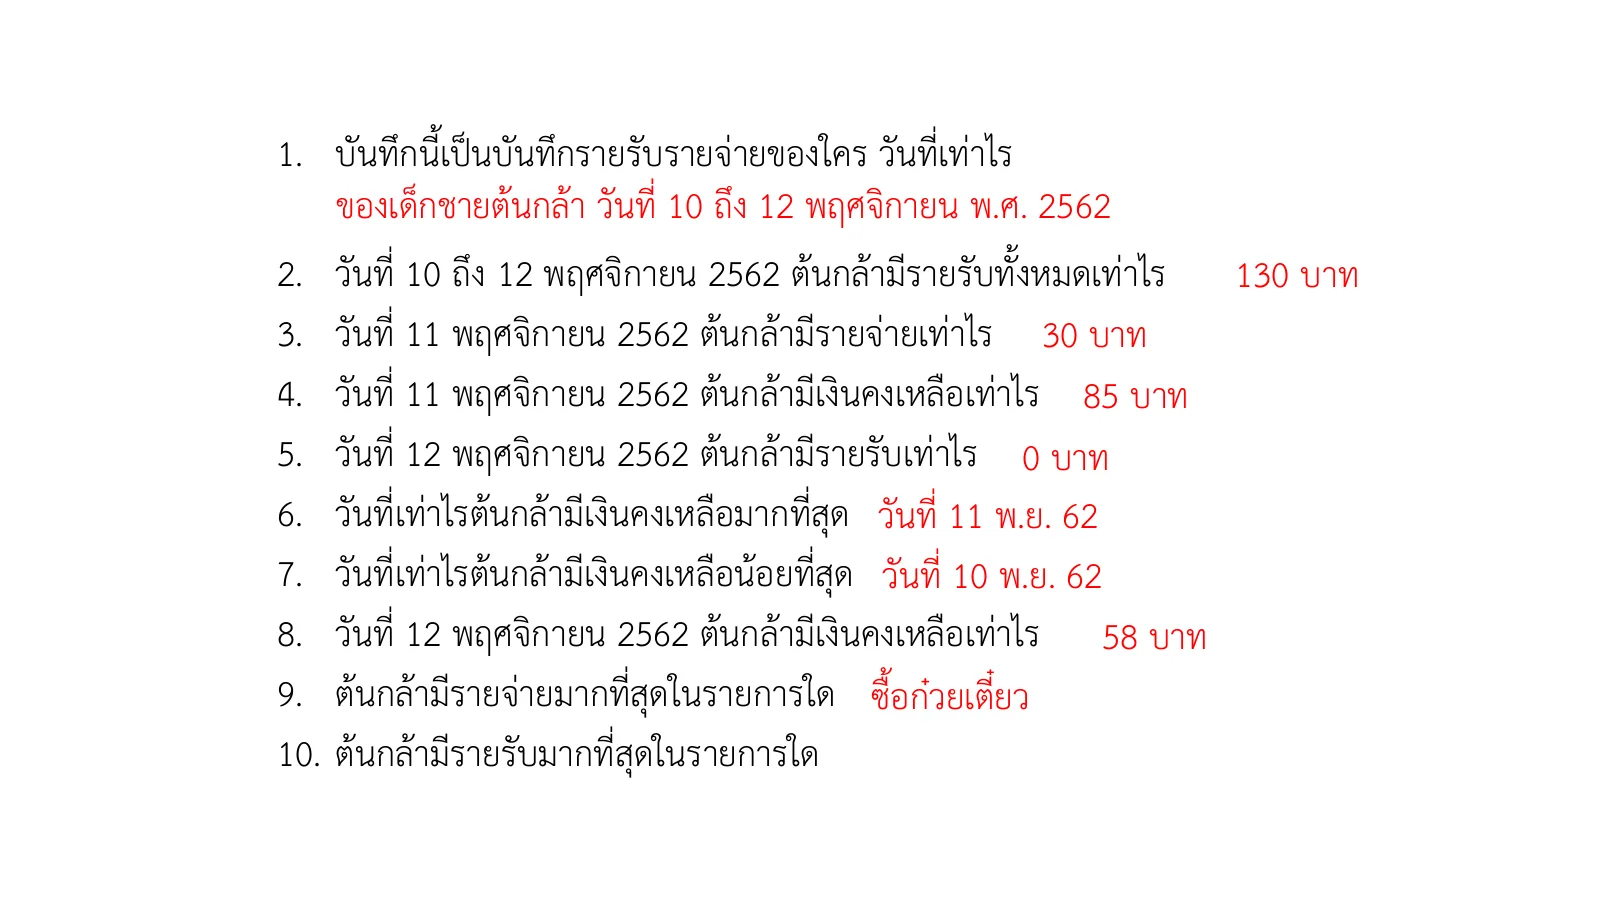 1. บันทึกนี้เป็นบันทึกรายรับรายจ่ายของใคร วันที่เท่าไร
ของเด็กชายต้นกล้า วันที่ 10 ถึง 12 พฤศจิกายน พ.ศ. 2562
2. วันที่ 10 ถึง 12 พฤศจิกายน 2562 ต้นกล้ามีรายรับทั้งหมดเท่าไร 130 บาท
3. วันที่ 11 พฤศจิกายน 2562 ต้นกล้ามีรายจ่ายเท่าไร 30 บาท
4. วันที่ 11 พฤศจิกายน 2562 ต้นกล้ามีเงินคงเหลือเท่าไร 85 บาท
5. วันที่ 12 พฤศจิกายน 2562 ต้นกล้ามีรายรับเท่าไร 0 บาท
6. วันที่เท่าไรต้นกล้ามีเงินคงเหลือมากที่สุด วันที่ 11 พ.ย. 62
7. วันที่เท่าไรต้นกล้ามีเงินคงเหลือน้อยที่สุด วันที่ 10 พ.ย. 62
8. วันที่ 12 พฤศจิกายน 2562 ต้นกล้ามีเงินคงเหลือเท่าไร 58 บาท
9. ต้นกล้ามีรายจ่ายมากที่สุดในรายการใด ซื้อก๋วยเตี๋ยว
10. ต้นกล้ามีรายรับมากที่สุดในรายการใด